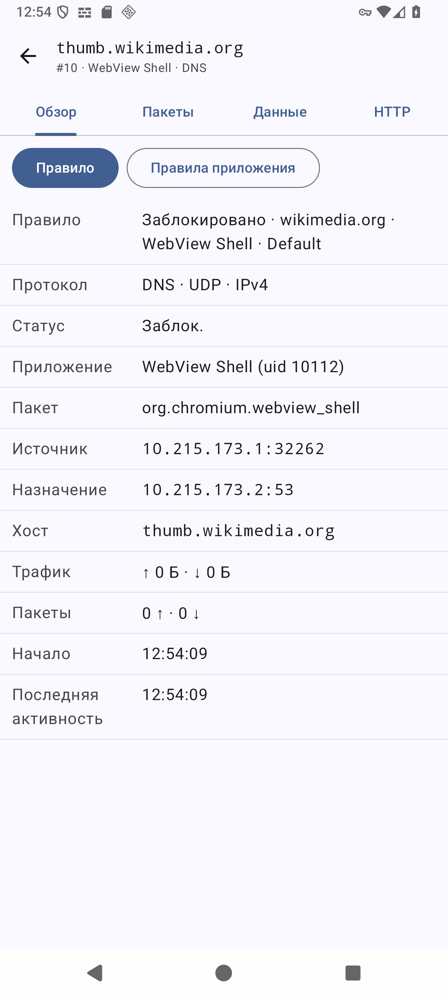 12:54
thumb.wikimedia.org
#10 · WebView Shell · DNS
Обзор
Пакеты
Данные
HTTP
Правило
Правила приложения
Правило
Заблокировано · wikimedia.org ·
WebView Shell · Default
Протокол
DNS · UDP · IPv4
Статус
Заблок.
Приложение
WebView Shell (uid 10112)
Пакет
org.chromium.webview_shell
Источник
10.215.173.1:32262
Назначение
10.215.173.2:53
Хост
thumb.wikimedia.org
Трафик
↑ 0 Б · ↓ 0 Б
Пакеты
0 ↑ · 0 ↓
Начало
12:54:09
Последняя
активность
12:54:09